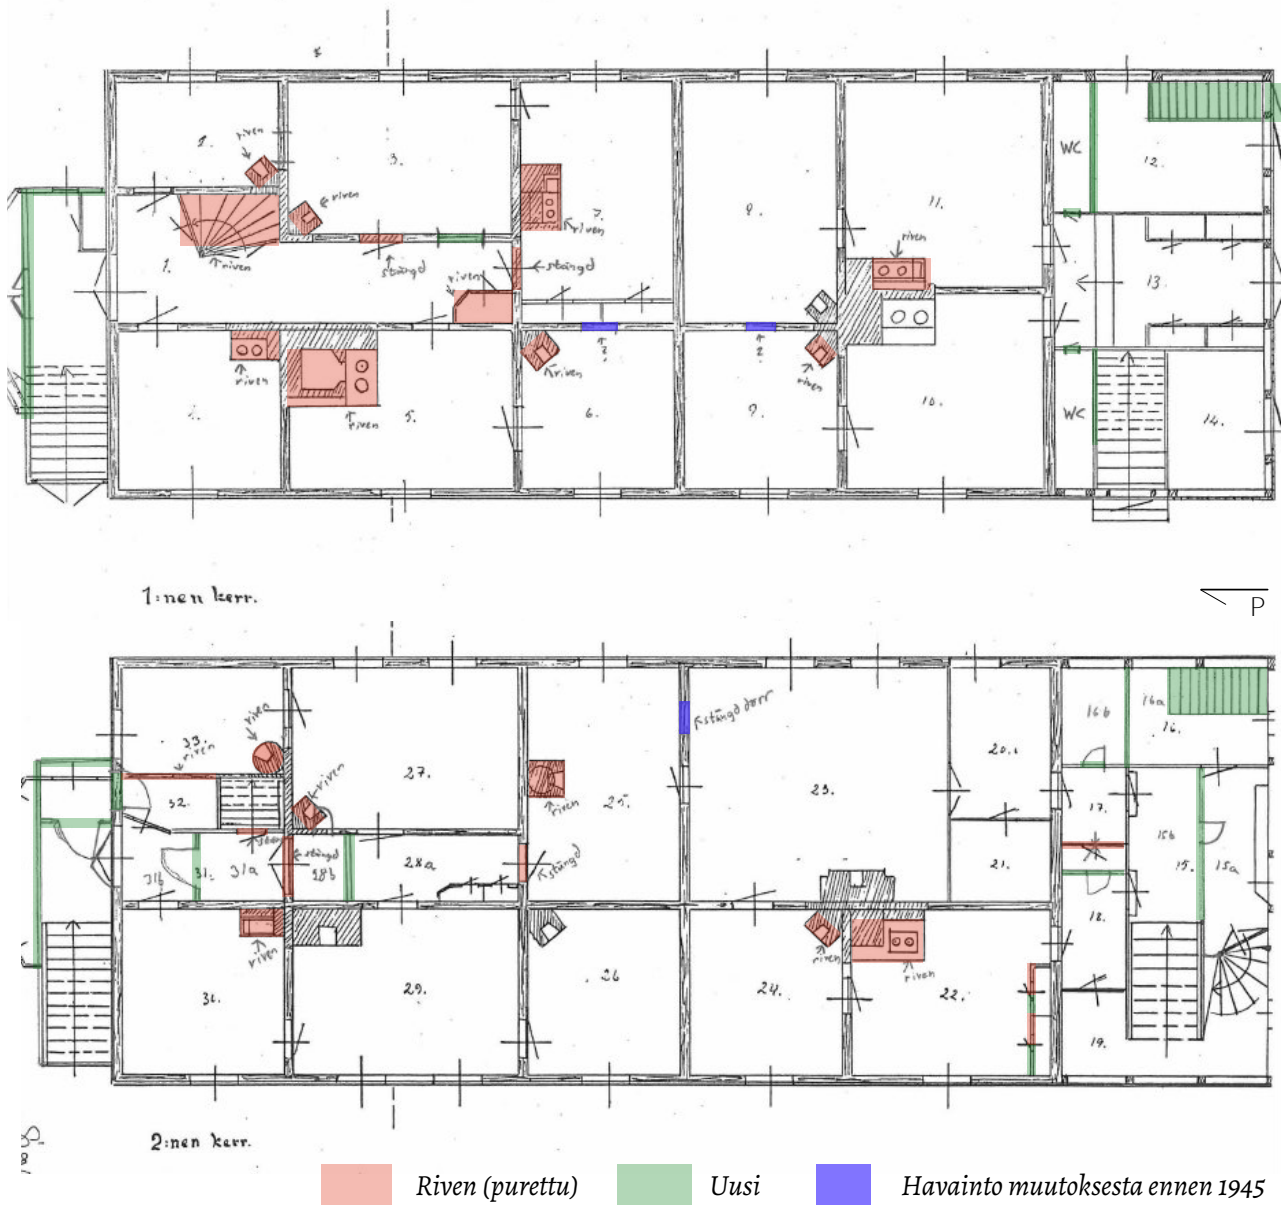 2.
riven
3.
riven
7.
riven
riven
stängd
stängd
riven
1.
riven
riven
4.
riven
5.
riven
6.
riven
8.
9.
riven
10.
11.
riven
WC
12.
13.
WC
14.
1:nen kerr.
P
33.
riven
riven
32.
27.
riven
stängd
31b
31.
31a
28b
28a
25.
riven
stängd
stängd dörr
23.
20.
21.
16b
16a
16.
17.
15b
15.
15a
18.
19.
riven
29.
26
24.
riven
22.
riven
2:nen kerr.
Riven (purettu)
Uusi
Havainto muutoksesta ennen 1945